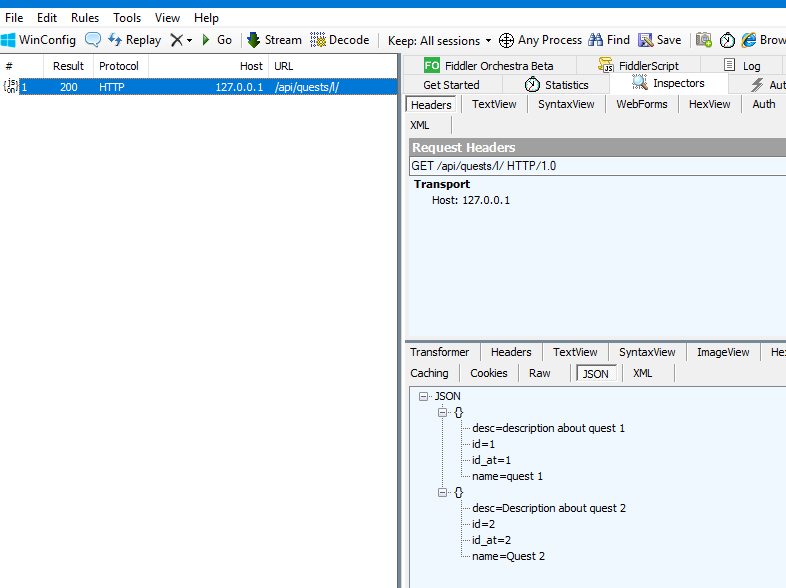 File Edit Rules Tools View Help
WinConfig Replay Go Stream Decode Keep: All sessions Any Process Find Save Brow
# Result Protocol Host URL
{js on} 1 200 HTTP 127.0.0.1 /api/quests/l/
FO Fiddler Orchestra Beta JS FiddlerScript Log
Get Started Statistics Inspectors Aut
Headers TextView SyntaxView WebForms HexView Auth
XML
Request Headers
GET /api/quests/l/ HTTP/1.0
Transport
Host: 127.0.0.1
Transformer Headers TextView SyntaxView ImageView Hex
Caching Cookies Raw JSON XML
JSON
{}
desc=description about quest 1
id=1
id_at=1
name=quest 1
{}
desc=Description about quest 2
id=2
id_at=2
name=Quest 2